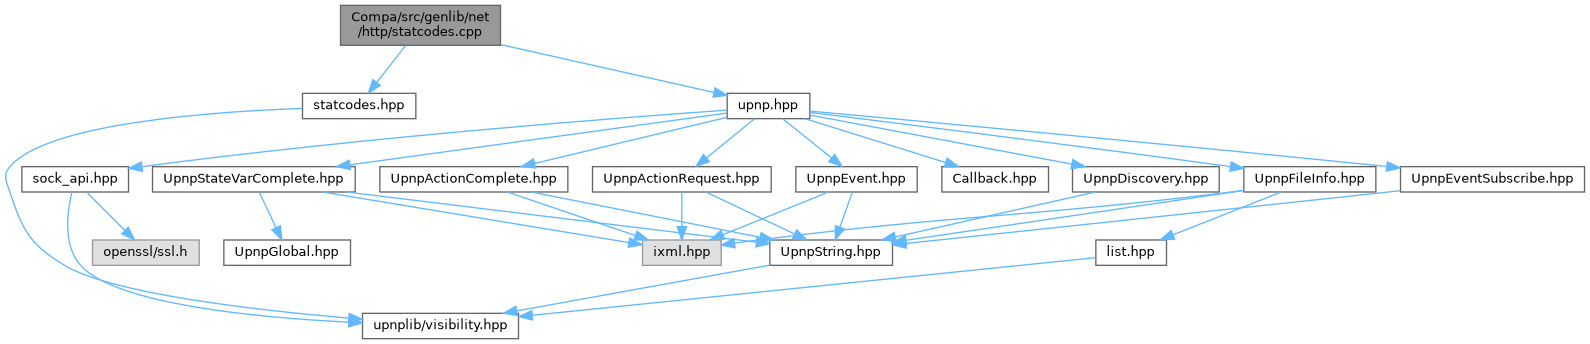 Compa/src/genlib/net
/http/statcodes.cpp
statcodes.hpp
upnp.hpp
sock_api.hpp
UpnpStateVarComplete.hpp
UpnpActionComplete.hpp
UpnpActionRequest.hpp
UpnpEvent.hpp
Callback.hpp
UpnpDiscovery.hpp
UpnpFileInfo.hpp
UpnpEventSubscribe.hpp
openssl/ssl.h
UpnpGlobal.hpp
ixml.hpp
UpnpString.hpp
list.hpp
upnplib/visibility.hpp